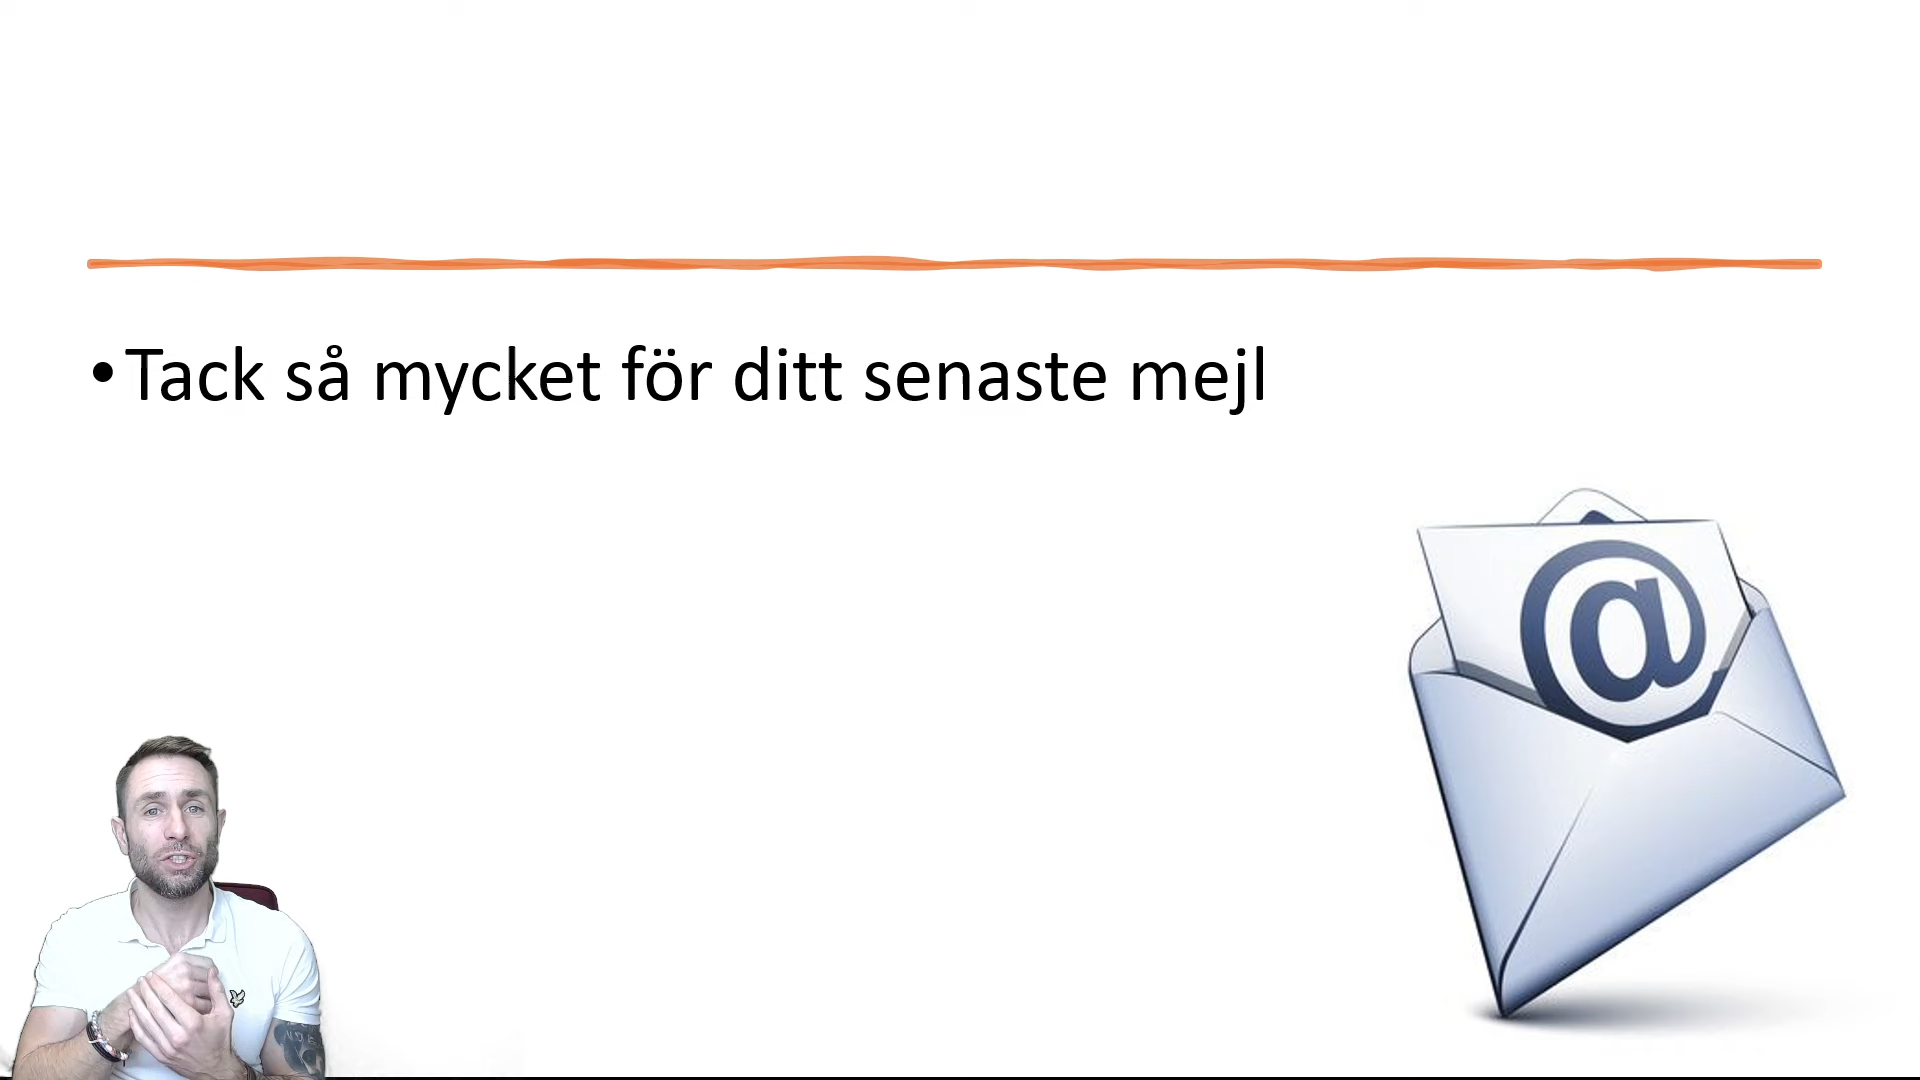 • Tack så mycket för ditt senaste mejl
@